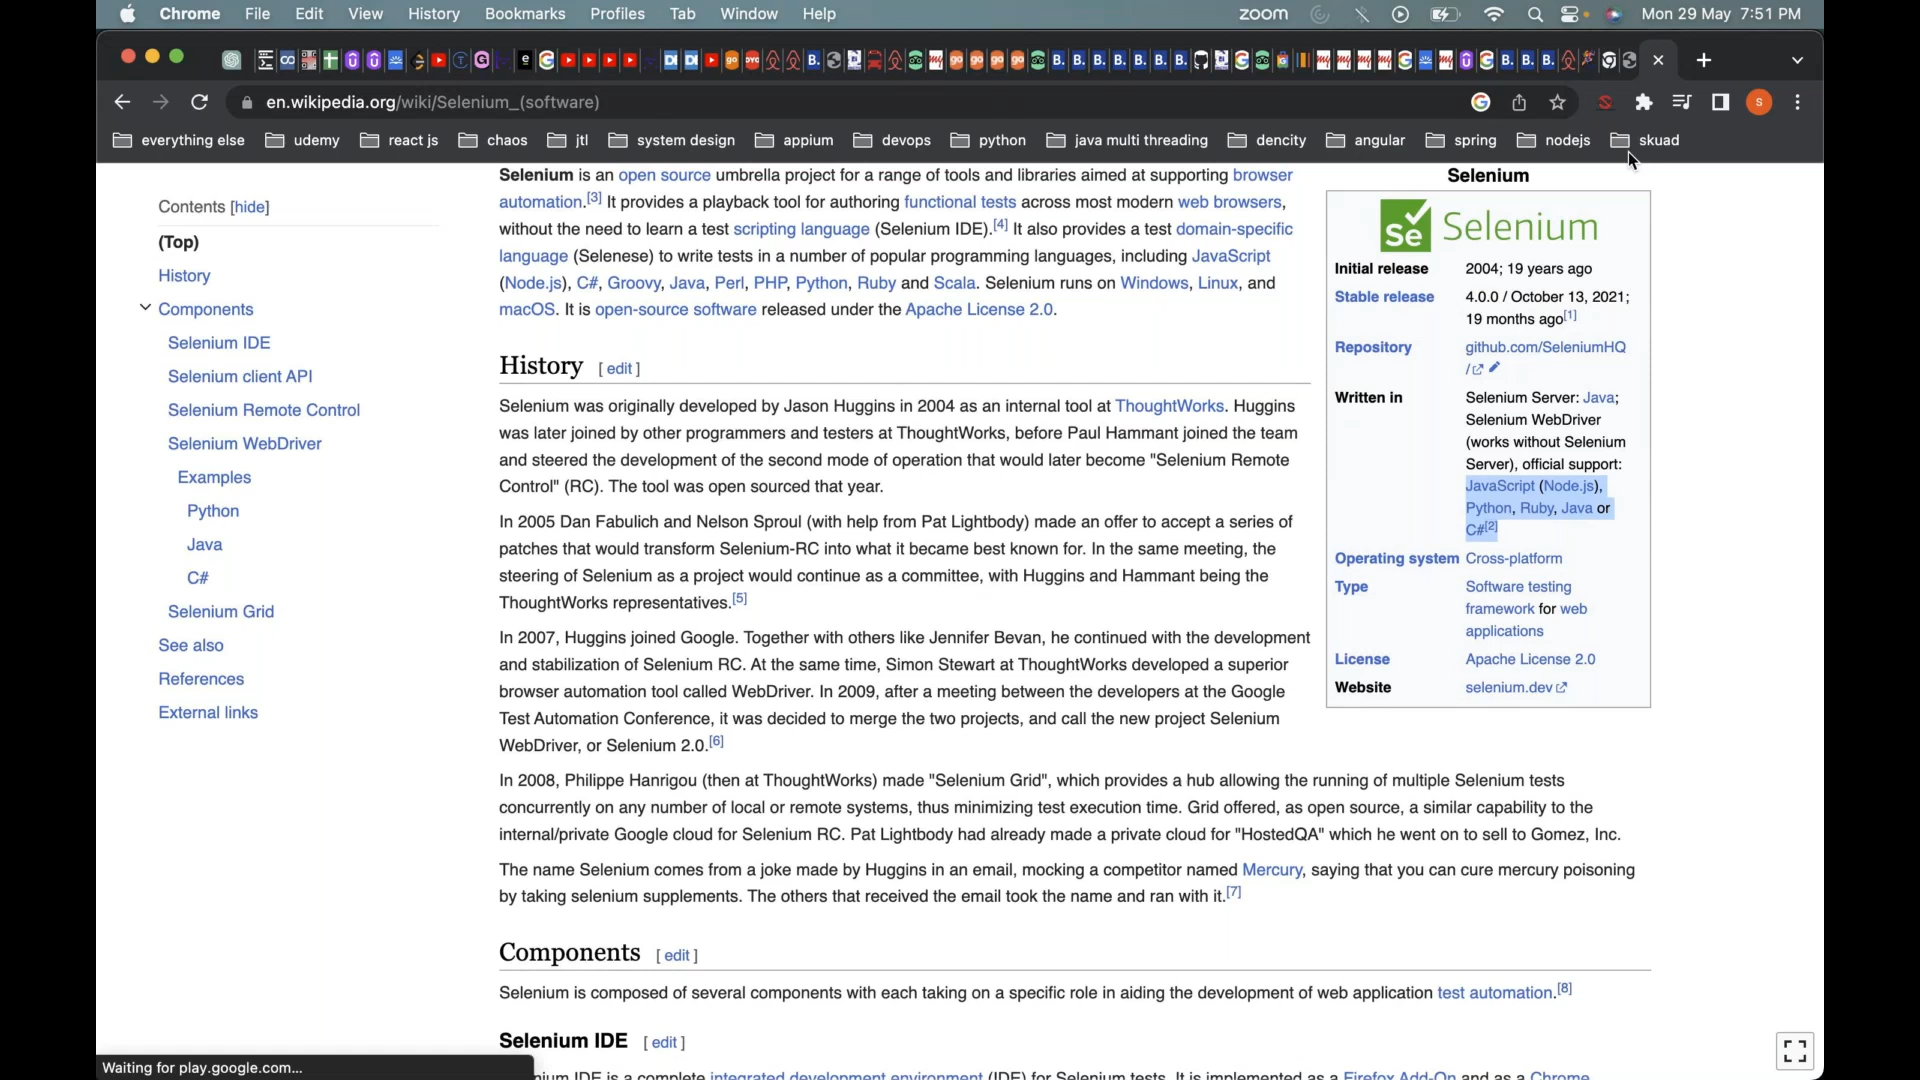 Chrome File Edit View History Bookmarks Profiles Tab Window Help zoom Mon 29 May 7:51 PM
en.wikipedia.org/wiki/Selenium_(software)
everything else udemy react js chaos jtl system design appium devops python java multi threading dencity angular spring nodejs skuad
Contents [hide]
(Top)
History
Components
Selenium IDE
Selenium client API
Selenium Remote Control
Selenium WebDriver
Examples
Python
Java
C#
Selenium Grid
See also
References
External links
Selenium is an open source umbrella project for a range of tools and libraries aimed at supporting browser
automation.[3] It provides a playback tool for authoring functional tests across most modern web browsers,
without the need to learn a test scripting language (Selenium IDE).[4] It also provides a test domain-specific
language (Selenese) to write tests in a number of popular programming languages, including JavaScript
(Node.js), C#, Groovy, Java, Perl, PHP, Python, Ruby and Scala. Selenium runs on Windows, Linux, and
macOS. It is open-source software released under the Apache License 2.0.
History [ edit ]
Selenium was originally developed by Jason Huggins in 2004 as an internal tool at ThoughtWorks. Huggins
was later joined by other programmers and testers at ThoughtWorks, before Paul Hammant joined the team
and steered the development of the second mode of operation that would later become "Selenium Remote
Control" (RC). The tool was open sourced that year.
In 2005 Dan Fabulich and Nelson Sproul (with help from Pat Lightbody) made an offer to accept a series of
patches that would transform Selenium-RC into what it became best known for. In the same meeting, the
steering of Selenium as a project would continue as a committee, with Huggins and Hammant being the
ThoughtWorks representatives.[5]
In 2007, Huggins joined Google. Together with others like Jennifer Bevan, he continued with the development
and stabilization of Selenium RC. At the same time, Simon Stewart at ThoughtWorks developed a superior
browser automation tool called WebDriver. In 2009, after a meeting between the developers at the Google
Test Automation Conference, it was decided to merge the two projects, and call the new project Selenium
WebDriver, or Selenium 2.0.[6]
In 2008, Philippe Hanrigou (then at ThoughtWorks) made "Selenium Grid", which provides a hub allowing the running of multiple Selenium tests
concurrently on any number of local or remote systems, thus minimizing test execution time. Grid offered, as open source, a similar capability to the
internal/private Google cloud for Selenium RC. Pat Lightbody had already made a private cloud for "HostedQA" which he went on to sell to Gomez, Inc.
The name Selenium comes from a joke made by Huggins in an email, mocking a competitor named Mercury, saying that you can cure mercury poisoning
by taking selenium supplements. The others that received the email took the name and ran with it.[7]
Components [ edit ]
Selenium is composed of several components with each taking on a specific role in aiding the development of web application test automation.[8]
Selenium IDE [ edit ]
nium IDE is a complete integrated development environment (IDE) for Selenium tests. It is implemented as a Firefox Add-On and as a Chrome
Selenium
Se Selenium
Initial release 2004; 19 years ago
Stable release 4.0.0 / October 13, 2021;
19 months ago[1]
Repository github.com/SeleniumHQ
/
Written in Selenium Server: Java;
Selenium WebDriver
(works without Selenium
Server), official support:
JavaScript (Node.js),
Python, Ruby, Java or
C#[2]
Operating system Cross-platform
Type Software testing
framework for web
applications
License Apache License 2.0
Website selenium.dev
Waiting for play.google.com...